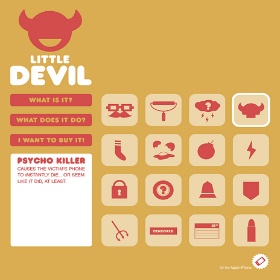 LITTLE
DEVIL
WHAT IS IT?
WHAT DOES IT DO?
I WANT TO BUY IT!
PSYCHO KILLER
CAUSES THE VICTIM'S PHONE
TO INSTANTLY DIE... OR SEEM
LIKE IT DID, AT LEAST.
CENSORED